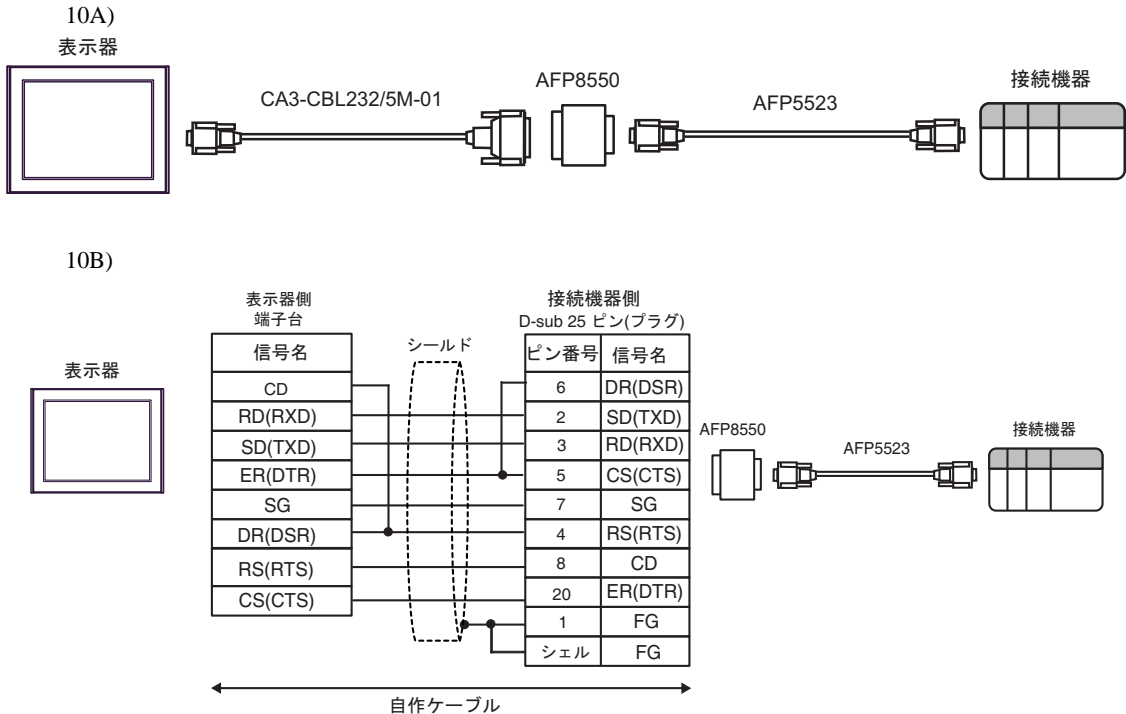 10A)
表示器
CA3-CBL232/5M-01
AFP8550
AFP5523
接続機器
10B)
表示器
表示器側
端子台
信号名
CD
RD(RXD)
SD(TXD)
ER(DTR)
SG
DR(DSR)
RS(RTS)
CS(CTS)
シールド
接続機器側
D-sub 25 ピン(プラグ)
ピン番号 信号名
6 DR(DSR)
2 SD(TXD)
3 RD(RXD)
5 CS(CTS)
7 SG
4 RS(RTS)
8 CD
20 ER(DTR)
1 FG
シェル FG
AFP8550
AFP5523
接続機器
自作ケーブル